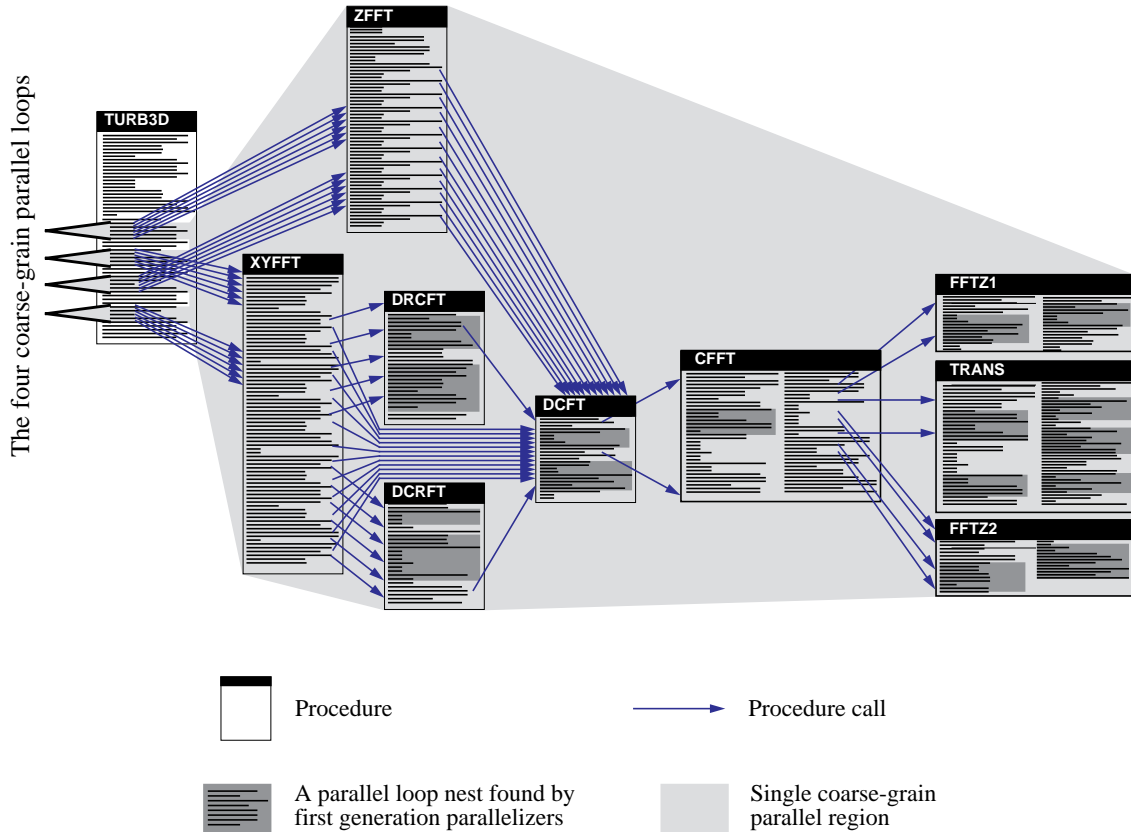 ZFFT
The four coarse-grain parallel loops
TURB3D
XYFFT
DRCFT
FFTZ1
CFFT
TRANS
DCFT
DCRFT
FFTZ2
Procedure
Procedure call
A parallel loop nest found by
first generation parallelizers
Single coarse-grain
parallel region